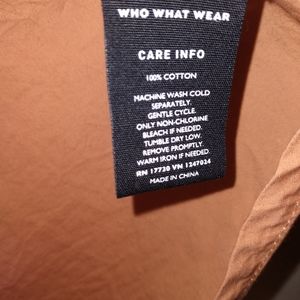 WHO WHAT WEAR
CARE INFO
100% COTTON
MACHINE WASH COLD
SEPARATELY.
GENTLE CYCLE.
ONLY NON-CHLORINE
BLEACH IF NEEDED.
TUMBLE DRY LOW.
REMOVE PROMPTLY.
WARM IRON IF NEEDED.
RN 17730 VN 1247024
MADE IN CHINA